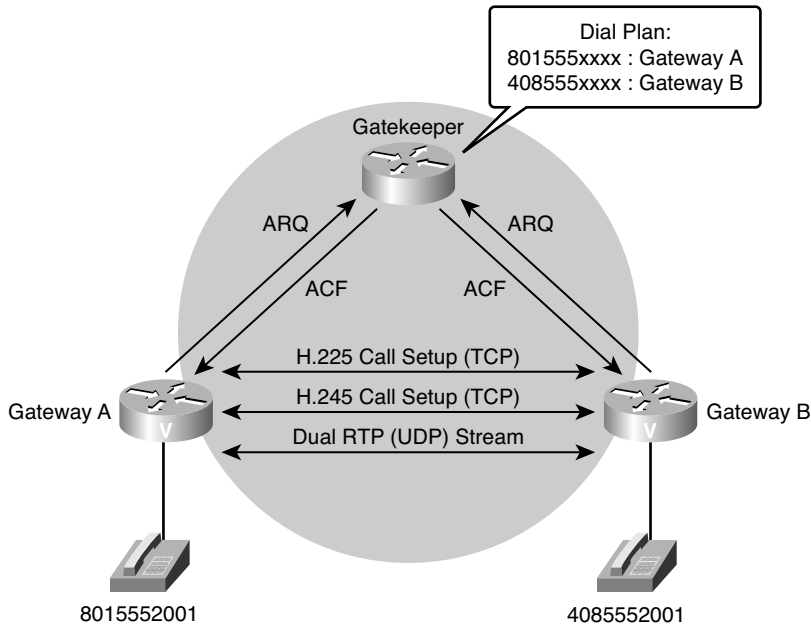 Dial Plan:
801555xxxx : Gateway A
408555xxxx : Gateway B
Gatekeeper
ARQ
ARQ
ACF
ACF
H.225 Call Setup (TCP)
Gateway A
H.245 Call Setup (TCP)
Gateway B
V
V
Dual RTP (UDP) Stream
8015552001
4085552001